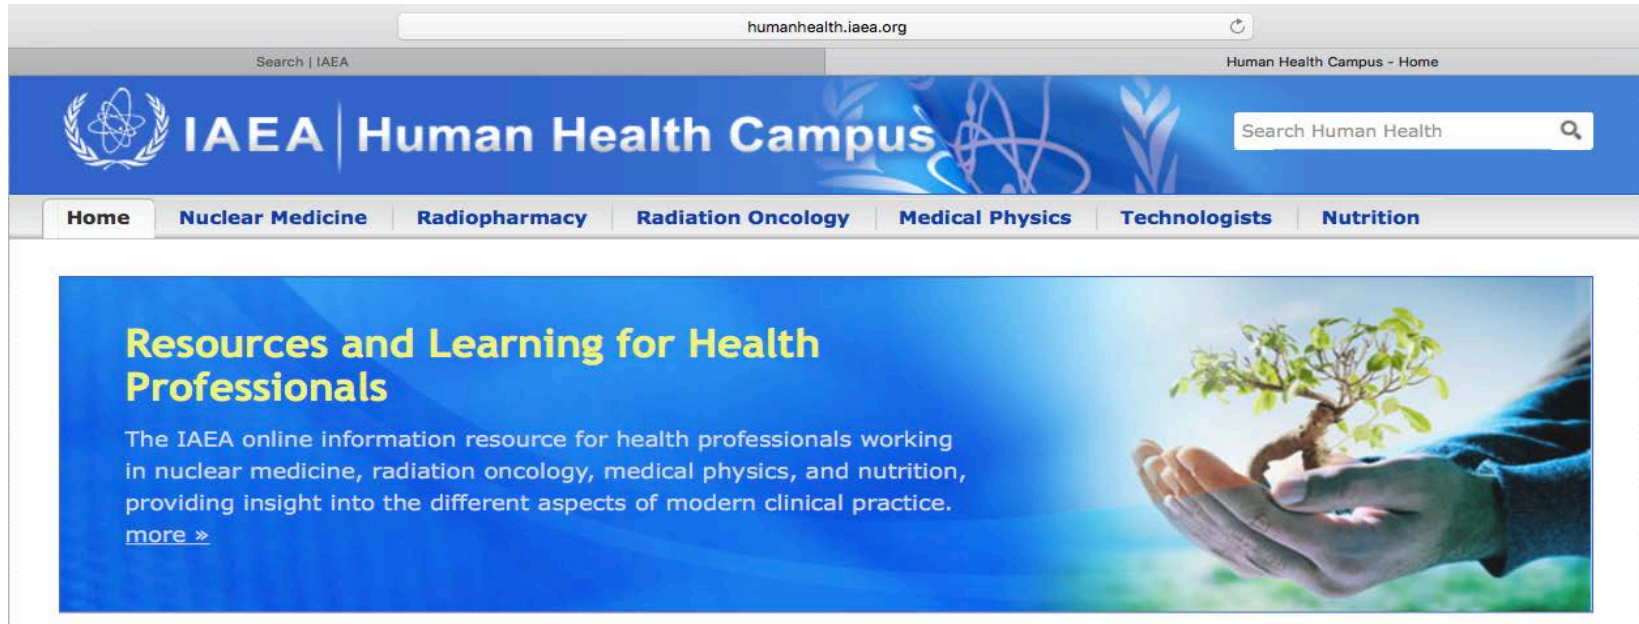 humanhealth.iaea.org
Search | IAEA
Human Health Campus - Home
IAEA | Human Health Campus
Search Human Health
Home
Nuclear Medicine
Radiopharmacy
Radiation Oncology
Medical Physics
Technologists
Nutrition
Resources and Learning for Health
Professionals
The IAEA online information resource for health professionals working
in nuclear medicine, radiation oncology, medical physics, and nutrition,
providing insight into the different aspects of modern clinical practice.
more »